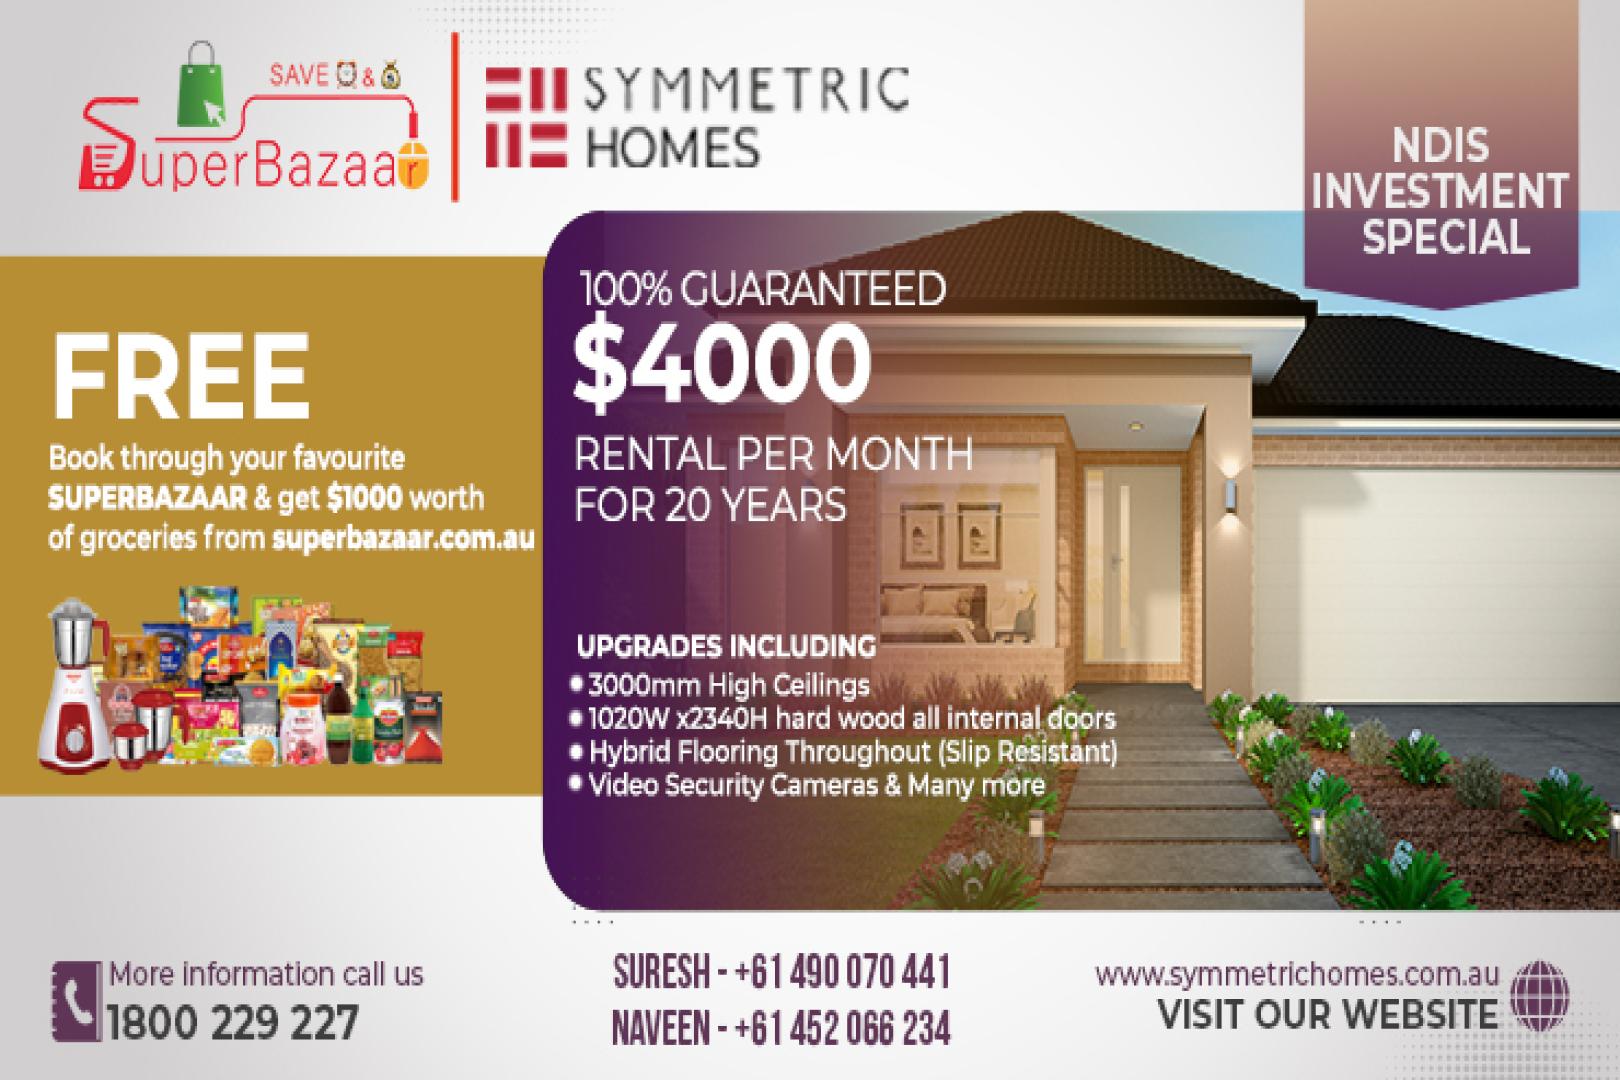 SAVE &
SuperBazaar
SYMMETRIC
HOMES
NDIS
INVESTMENT
SPECIAL
FREE
Book through your favourite
SUPERBAZAAR & get $1000 worth
of groceries from superbazaar.com.au
100% GUARANTEED
$4000
RENTAL PER MONTH
FOR 20 YEARS
UPGRADES INCLUDING
• 3000mm High Ceilings
• 1020W x2340H hard wood all internal doors
• Hybrid Flooring Throughout (Slip Resistant)
• Video Security Cameras & Many more
More information call us
1800 229 227
SURESH - +61 490 070 441
NAVEEN - +61 452 066 234
www.symmetrichomes.com.au
VISIT OUR WEBSITE